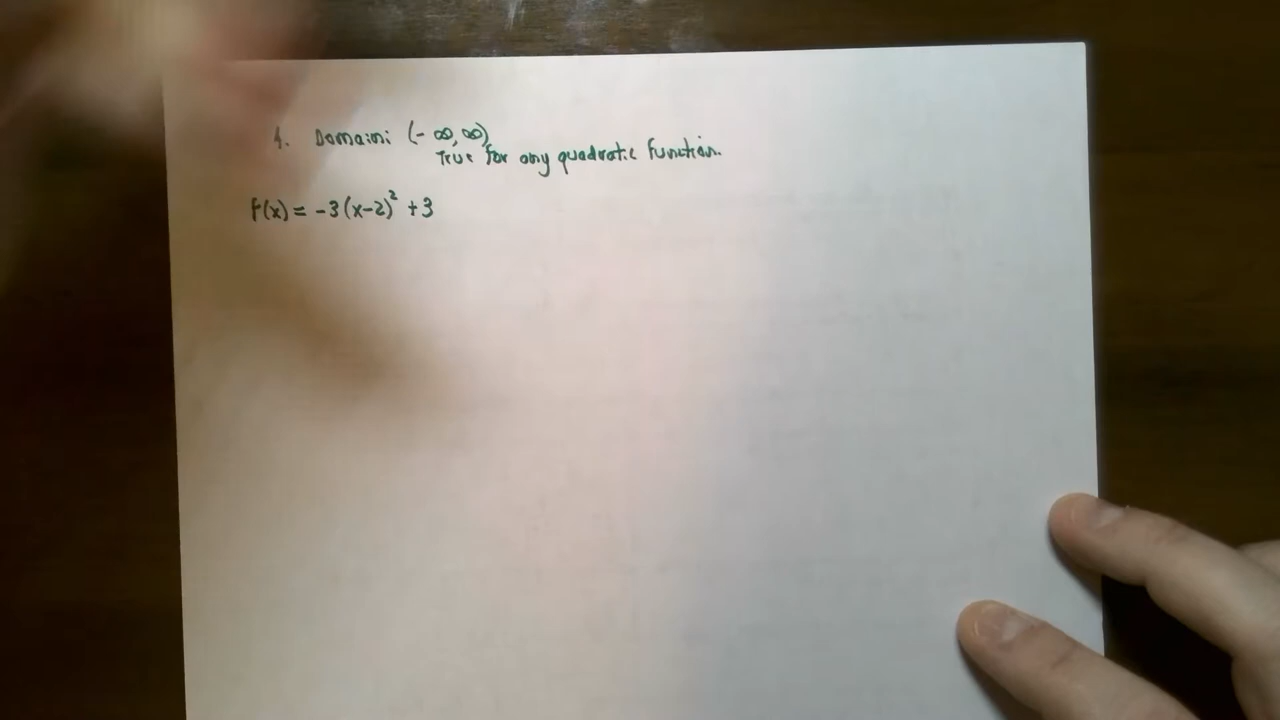 4. Domain: (-∞,∞)
True for any quadratic function.
f(x) = -3(x-2)² +3